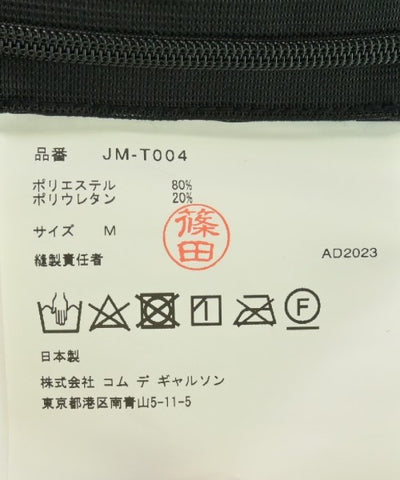 品番 JM-T004
ポリエステル 80%
ポリウレタン 20%
サイズ M
篠田
縫製責任者
AD2023
F
日本製
株式会社 コム デ ギャルソン
東京都港区南青山5-11-5